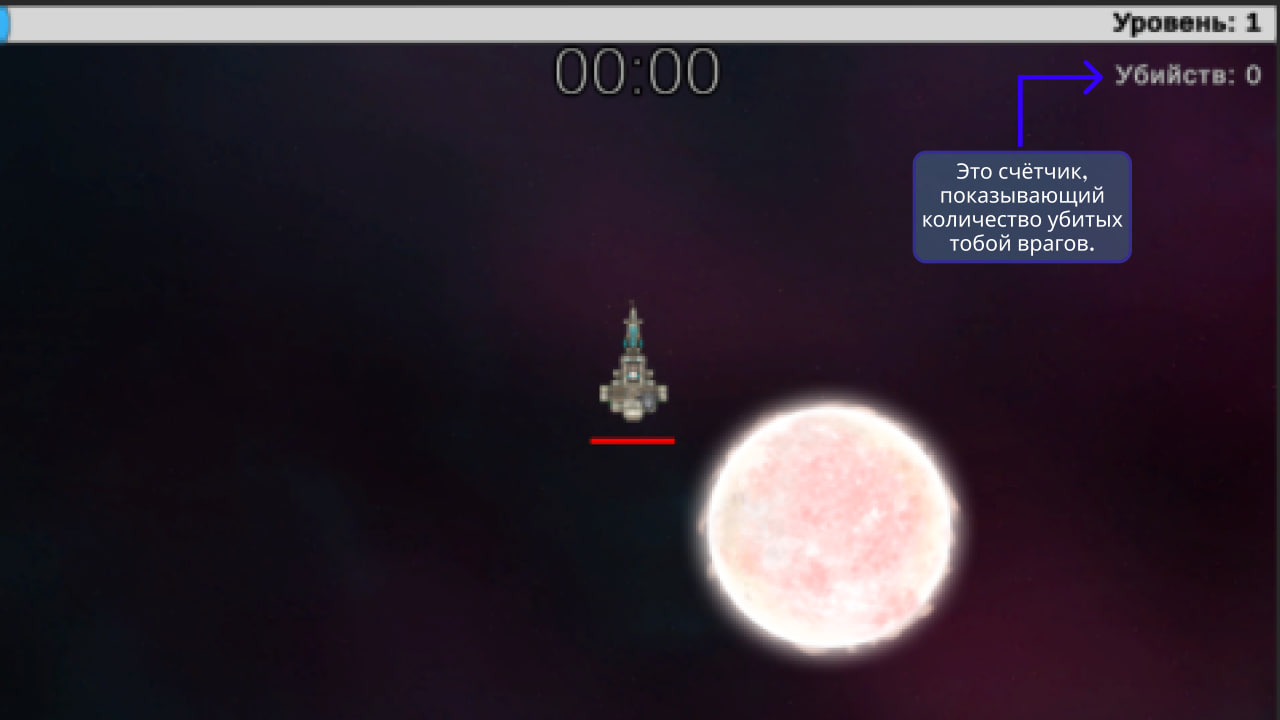 Уровень: 1
00:00
Убийств: 0
Это счётчик,
показывающий
количество убитых
тобой врагов.